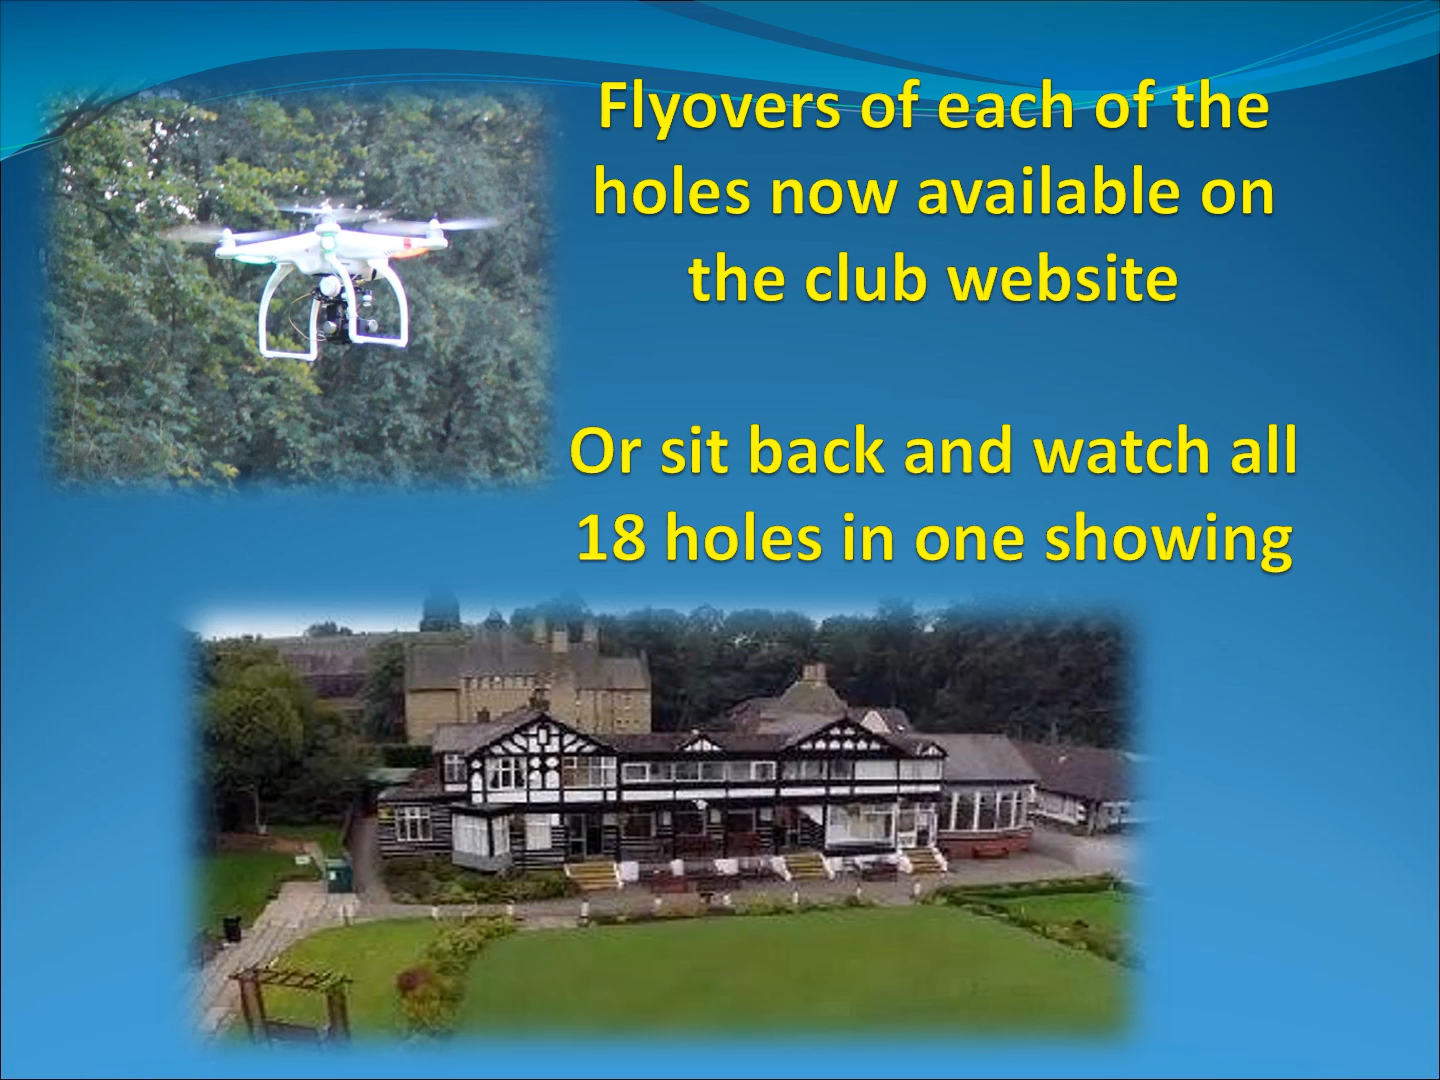 Flyovers of each of the
holes now available on
the club website
Or sit back and watch all
18 holes in one showing